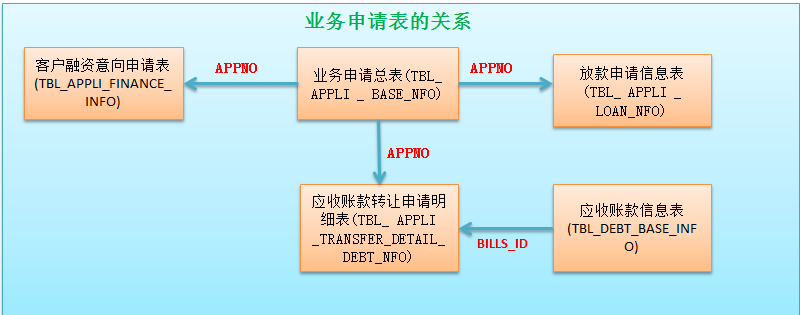 业务申请表的关系
客户融资意向申请表
(TBL_APPLI_FINANCE_
INFO)
APPNO
业务申请总表(TBL_
APPLI _ BASE_NFO)
APPNO
放款申请信息表
(TBL_ APPLI _
LOAN_NFO)
APPNO
应收账款转让申请明
细表(TBL_ APPLI
_TRANSFER_DETAIL_
DEBT_NFO)
BILLS_ID
应收账款信息表
(TBL_DEBT_BASE_INF
O)